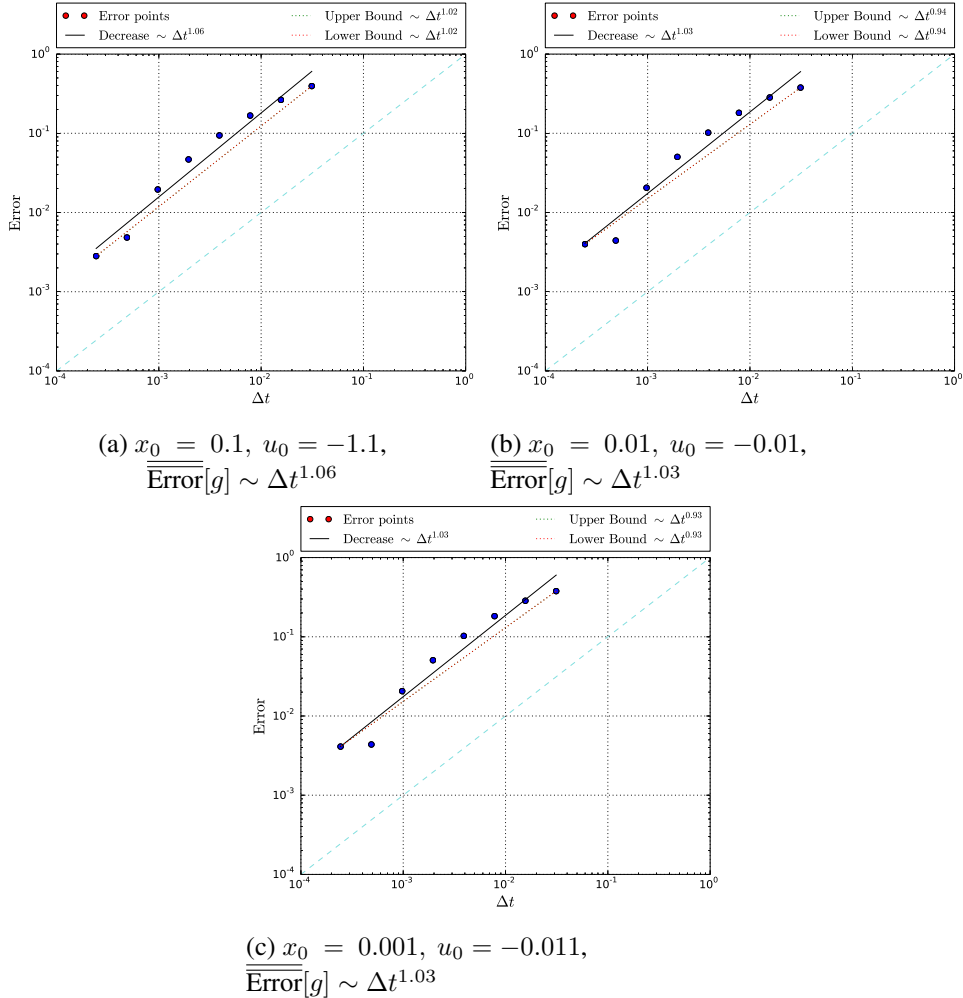 Error points
Decrease ∼ Δt^1.06
Upper Bound ∼ Δt^1.02
Lower Bound ∼ Δt^1.02
10^0
10^-1
10^-2
10^-3
10^-4
Error
10^-4 10^-3 10^-2 10^-1 10^0
Δt
Error points
Decrease ∼ Δt^1.03
Upper Bound ∼ Δt^0.94
Lower Bound ∼ Δt^0.94
10^0
10^-1
10^-2
10^-3
10^-4
Error
10^-4 10^-3 10^-2 10^-1 10^0
Δt
(a) x_0 = 0.1, u_0 = −1.1,
Error[g] ∼ Δt^1.06
(b) x_0 = 0.01, u_0 = −0.01,
Error[g] ∼ Δt^1.03
Error points
Decrease ∼ Δt^1.03
Upper Bound ∼ Δt^0.93
Lower Bound ∼ Δt^0.93
10^0
10^-1
10^-2
10^-3
10^-4
Error
10^-4 10^-3 10^-2 10^-1 10^0
Δt
(c) x_0 = 0.001, u_0 = −0.011,
Error[g] ∼ Δt^1.03